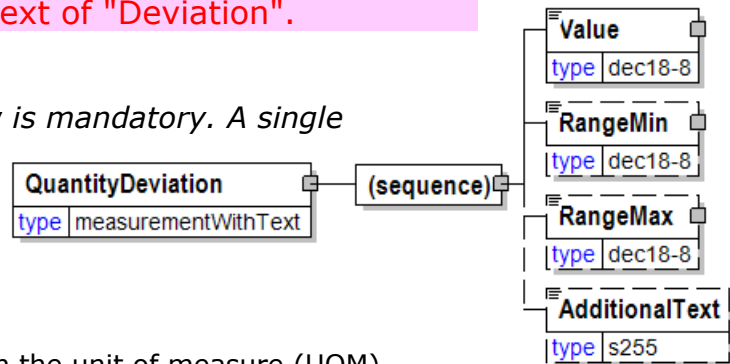 ext of "Deviation".
y is mandatory. A single
QuantityDeviation
type measurementWithText
(sequence)
Value
type dec18-8
RangeMin
type dec18-8
RangeMax
type dec18-8
AdditionalText
type s255
the unit of measure (UOM)